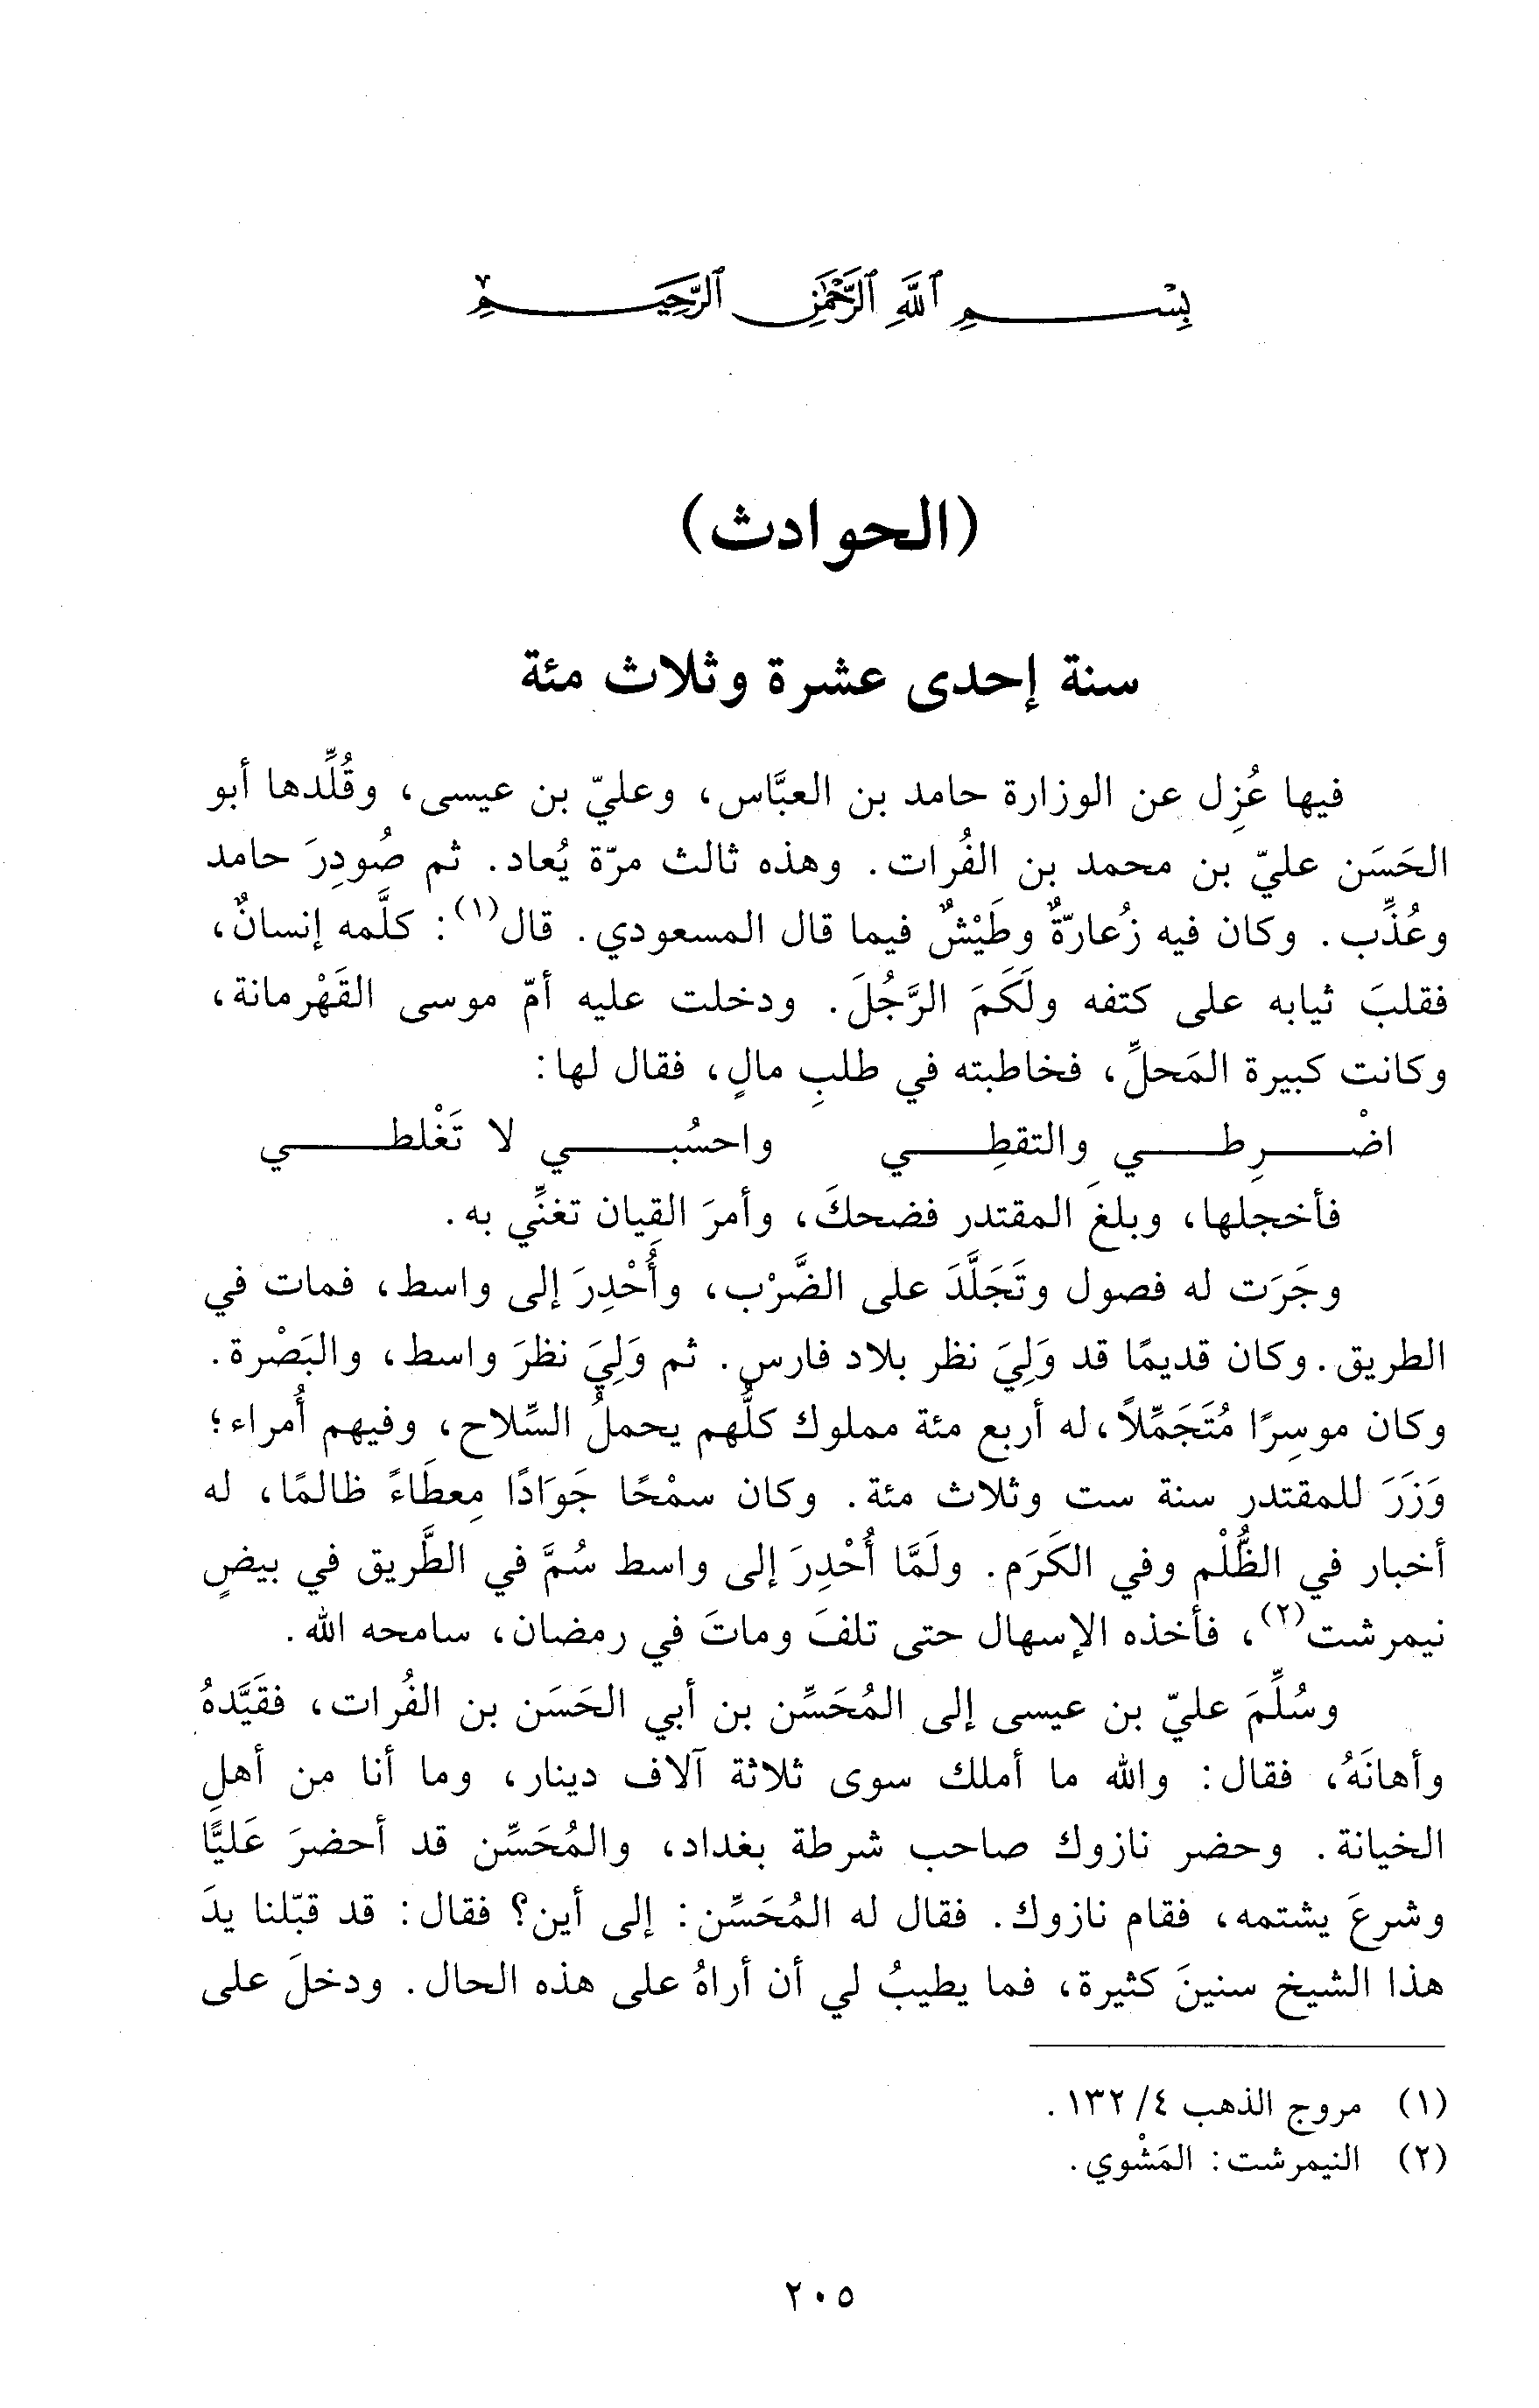 بِسْمِ ٱللَّهِ ٱلرَّحْمَٰنِ ٱلرَّحِيمِ
(الحوادث)
سنة إحدى عشرة وثلاث مئة
فيها عُزِل عن الوزارة حامد بن العبَّاس، وعليّ بن عيسى، وقُلِّدها أبو
الحَسَن عليّ بن محمد بن الفُرات. وهذه ثالث مرّة يُعاد. ثم صُودِرَ حامد
وعُذِّب. وكان فيه زُعارّةٌ وطَيْشٌ فيما قال المسعودي. قال(١): كلَّمه إنسانٌ،
فقلبَ ثيابه على كتفه ولَكَمَ الرَّجُلَ. ودخلت عليه أمّ موسى القَهْرمانة،
وكانت كبيرة المَحلِّ، فخاطبته في طلبِ مالٍ، فقال لها:
اضْرِطي والتقطِي واحسُبي لا تَغْلطي
فأخجلها، وبلغَ المقتدر فضحكَ، وأمرَ القِيان تغنِّي به.
وجَرَت له فصول وتَجَلَّدَ على الضَّرْب، وأُحْدِرَ إلى واسط، فمات في
الطريق. وكان قديمًا قد وَلِيَ نظر بلاد فارس. ثم وَلِيَ نظرَ واسط، والبَصْرة.
وكان موسِرًا مُتَجَمِّلاً، له أربع مئة مملوك كلُّهم يحملُ السِّلاح، وفيهم أُمراء؛
وَزَرَ للمقتدر سنة ست وثلاث مئة. وكان سمْحًا جَوَادًا مِعطَاءً ظالمًا، له
أخبار في الظُّلْم وفي الكَرَم. ولَمَّا أُحْدِرَ إلى واسط سُمَّ في الطَّريق في بيضٍ
نيمرشت(٢)، فأخذه الإسهال حتى تلفَ وماتَ في رمضان، سامحه الله.
وسُلِّمَ عليّ بن عيسى إلى المُحَسِّن بن أبي الحَسَن بن الفُرات، فقَيَّدهُ
وأهانَهُ، فقال: والله ما أملك سوى ثلاثة آلاف دينار، وما أنا من أهلِ
الخيانة. وحضر نازوك صاحب شرطة بغداد، والمُحَسِّن قد أحضرَ عَليًّا
وشرعَ يشتمه، فقام نازوك. فقال له المُحَسِّن: إلى أين؟ فقال: قد قبّلنا يدَ
هذا الشيخ سنينَ كثيرة، فما يطيبُ لي أن أراهُ على هذه الحال. ودخلَ على
(١) مروج الذهب ٤/ ١٣٢.
(٢) النيمرشت: المَشْوي.
٢٠٥